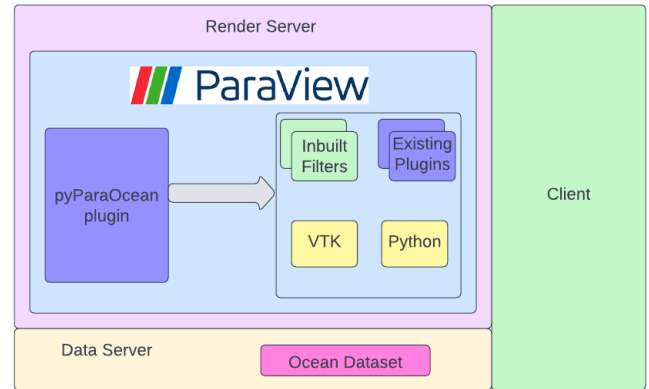 Render Server
ParaView
pyParaOcean
plugin
Inbuilt
Filters
Existing
Plugins
VTK
Python
Client
Data Server
Ocean Dataset